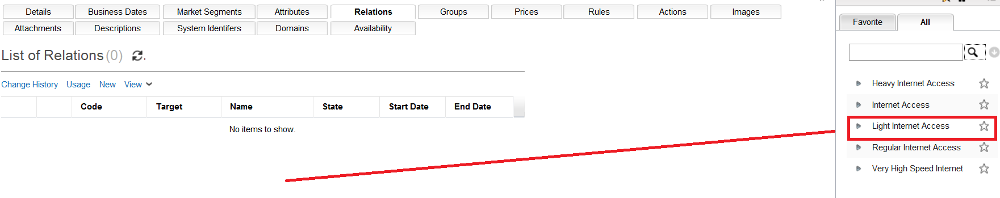 Details Business Dates Market Segments Attributes Relations Groups Prices Rules Actions Images
Attachments Descriptions System Identifers Domains Availability
List of Relations (0) .
Change History Usage New View
Code Target Name State Start Date End Date
No items to show.
Favorite All
Heavy Internet Access
Internet Access
Light Internet Access
Regular Internet Access
Very High Speed Internet